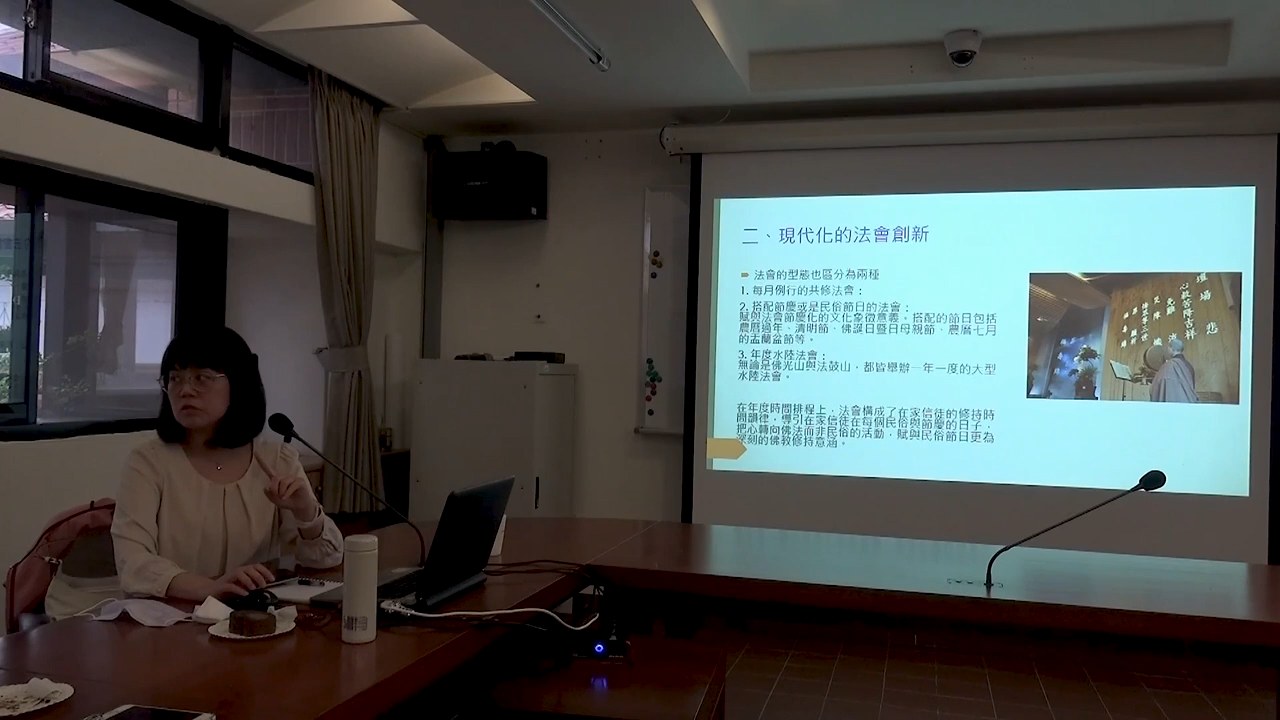 二、現代化的法會創新
法會的型態也區分為兩種
1. 每月例行的共修法會；
2. 搭配節慶或是民俗節日的法會；
賦與法會節慶化的文化象徵意義。搭配的節日包括
農曆過年、清明節、佛誕日暨日母親節、農曆七月
的盂蘭盆節等。
3. 年度水陸法會；
無論是佛光山與法鼓山，都皆舉辦一年一度的大型
水陸法會。
在年度時間排程上，法會構成了在家信徒的修持時
間韻律，導引在家信徒在每個民俗與節慶的日子，
把心轉向佛法而非民俗的活動，賦與民俗節日更為
深刻的佛教修持意涵。
壇場